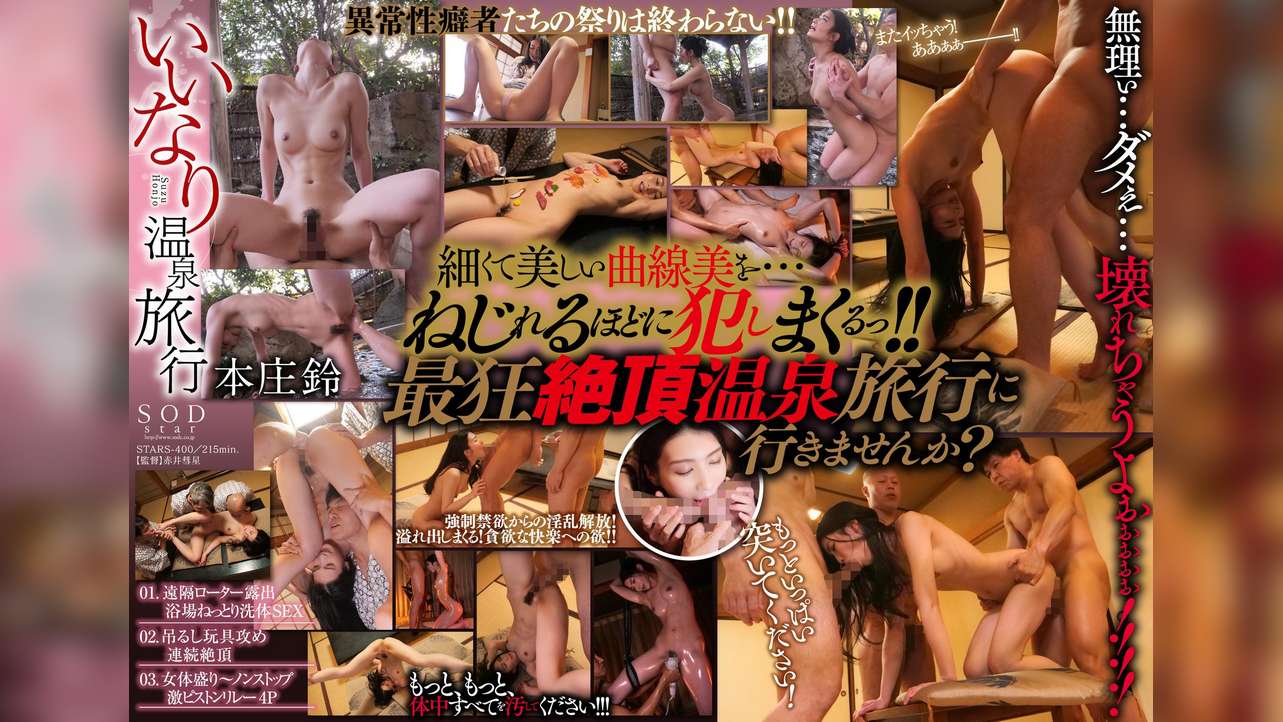 異常性癖者たちの祭りは終わらない!!
いいなり
Suzu Honjo
温泉旅行
本庄鈴
SOD
star
http://www.sodc.co.jp
STARS-400/215min.
【監督】赤井彗星
またイッちゃう!
ああぁぁ――――!!
無理ぃ…ダメぇ…
壊れちゃうよぉぉぉぉぉ!!!!
細くて美しい曲線美を…
ねじれるほどに犯しまくるっ!!
最狂絶頂温泉旅行に
行きませんか?
強制禁欲からの淫乱解放!
溢れ出しまくる!貪欲な快楽への欲!!
もっといっぱい
突いてください!
01. 遠隔ローター露出
浴場ねっとり洗体SEX
02. 吊るし玩具攻め
連続絶頂
03. 女体盛り~ノンストップ
激ピストンリレー4P
もっと、もっと、
体中すべてを汚してください!!!